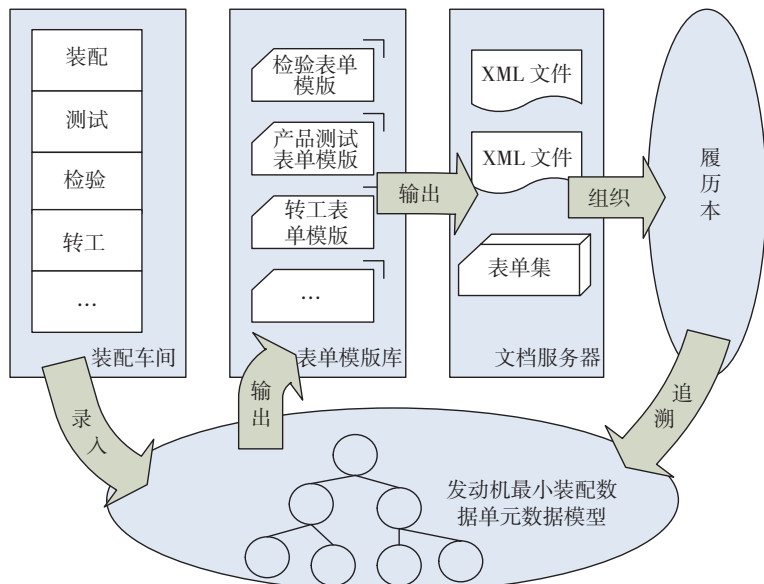 装配
测试
检验
转工
…
装配车间
检验表单
模版
产品测试
表单模版
转工表
单模版
…
表单模版库
XML 文件
XML 文件
表单集
文档服务器
履历本
录入
输出
输出
组织
追溯
发动机最小装配数
据单元数据模型